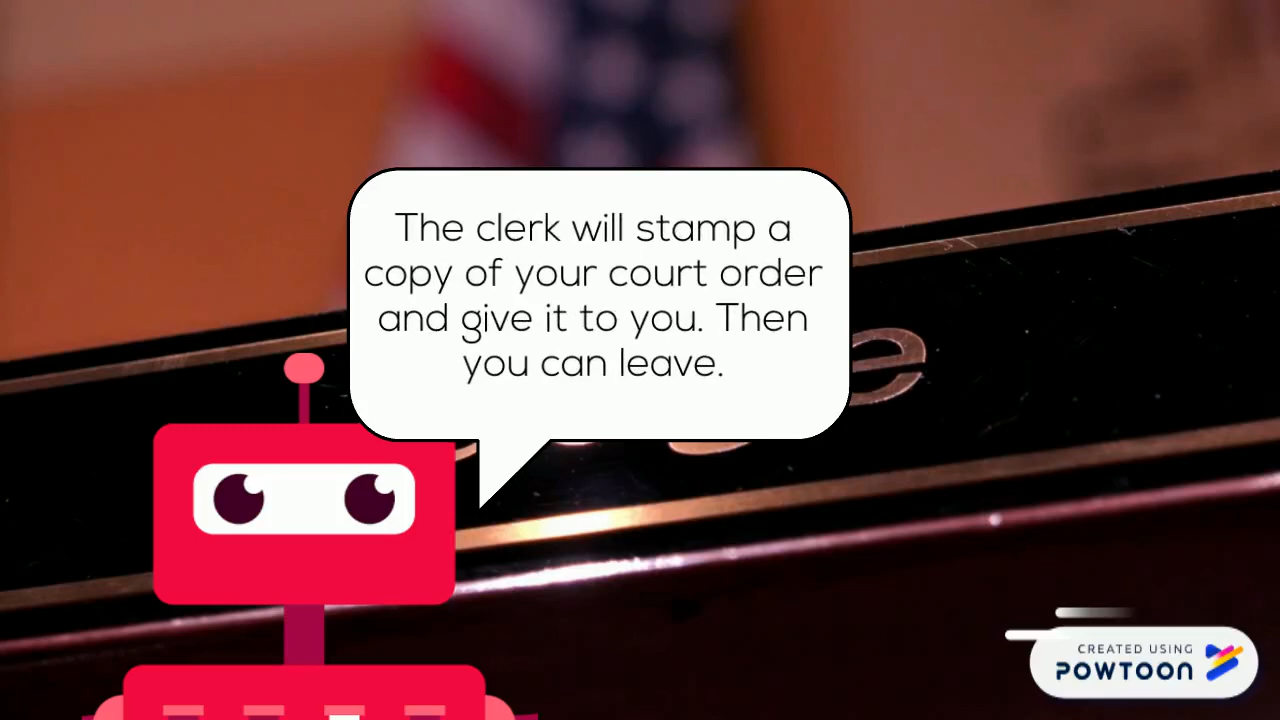 The clerk will stamp a
copy of your court order
and give it to you. Then
you can leave.
e
CREATED USING
POWTOON